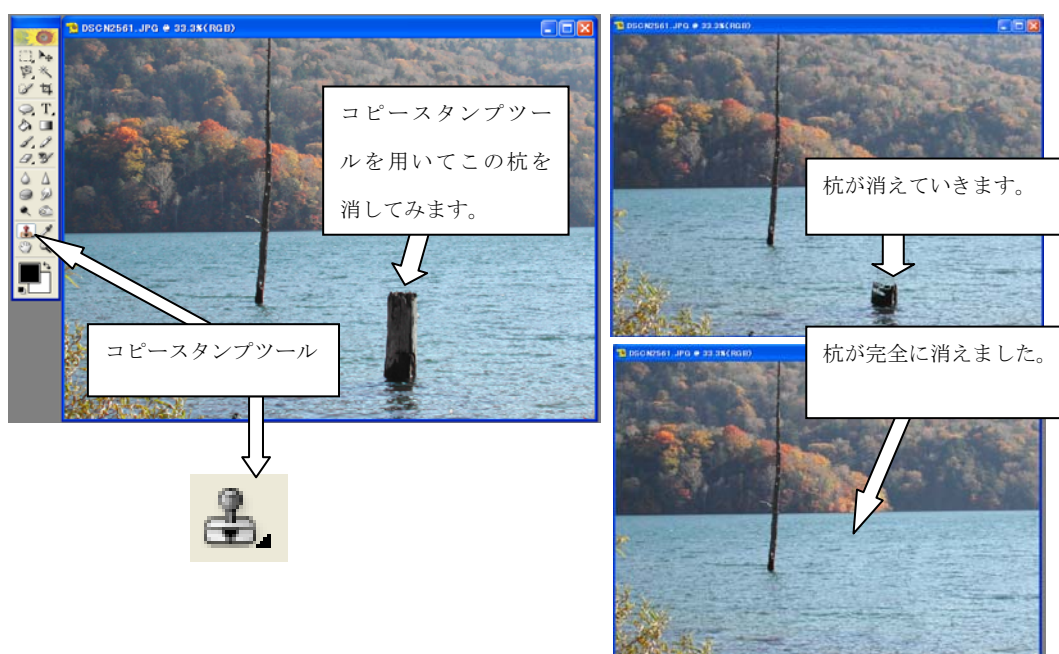 DSCN2561.JPG @ 33.3%(RGB)
T
コピースタンプツー
ルを用いてこの杭を
消してみます。
コピースタンプツール
DSCN2561.JPG @ 33.3%(RGB)
杭が消えていきます。
DSCN2561.JPG @ 33.3%(RGB)
杭が完全に消えました。